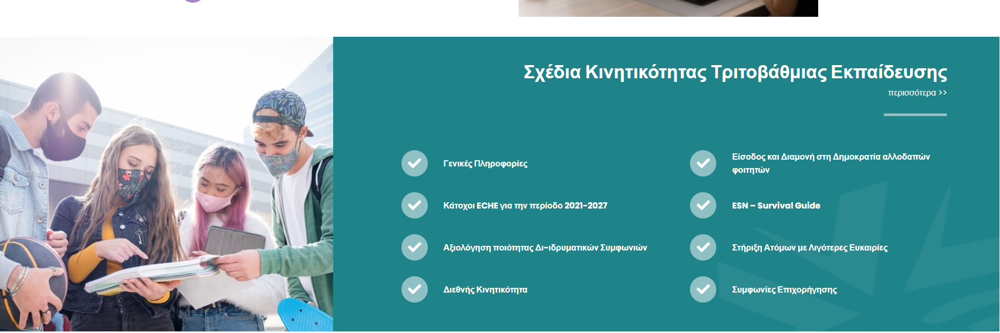 Σχέδια Κινητικότητας Τριτοβάθμιας Εκπαίδευσης
περισσότερα >>
Γενικές Πληροφορίες
Κάτοχοι ECHE για την περίοδο 2021-2027
Αξιολόγηση ποιότητας Δι-ιδρυματικών Συμφωνιών
Διεθνής Κινητικότητα
Είσοδος και Διαμονή στη Δημοκρατία αλλοδαπών
φοιτητών
ESN – Survival Guide
Στήριξη Ατόμων με Λιγότερες Ευκαιρίες
Συμφωνίες Επιχορήγησης